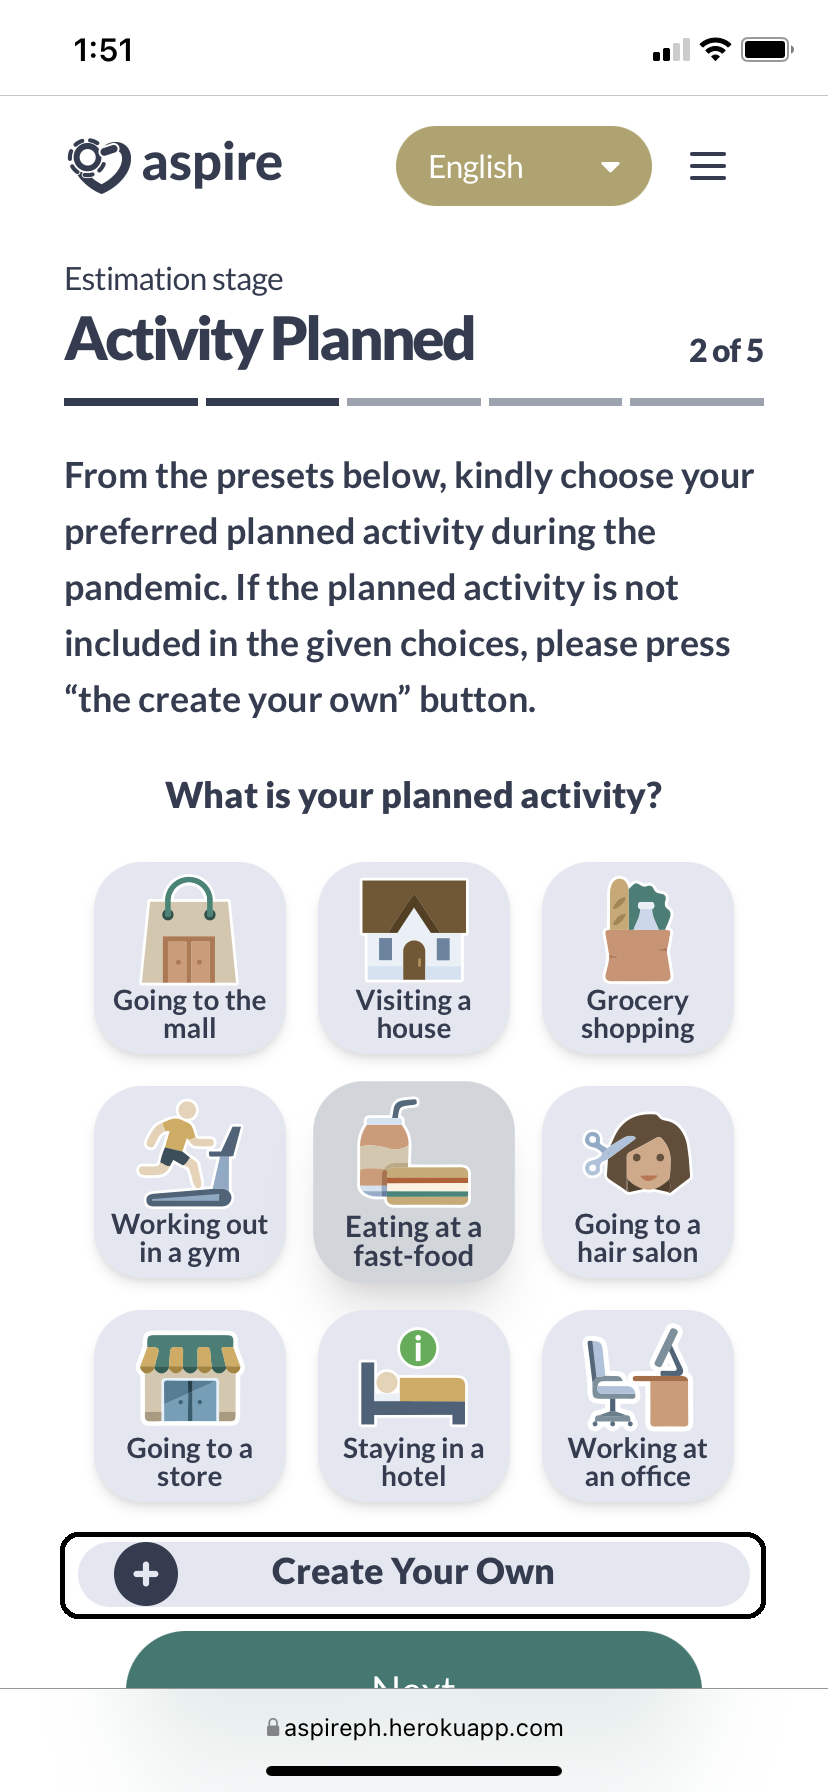 1:51
aspire
English
Estimation stage
Activity Planned
2 of 5
From the presets below, kindly choose your
preferred planned activity during the
pandemic. If the planned activity is not
included in the given choices, please press
“the create your own” button.
What is your planned activity?
Going to the
mall
Visiting a
house
Grocery
shopping
Working out
in a gym
Eating at a
fast-food
Going to a
hair salon
Going to a
store
i
Staying in a
hotel
Working at
an office
+ Create Your Own
Next
aspireph.herokuapp.com